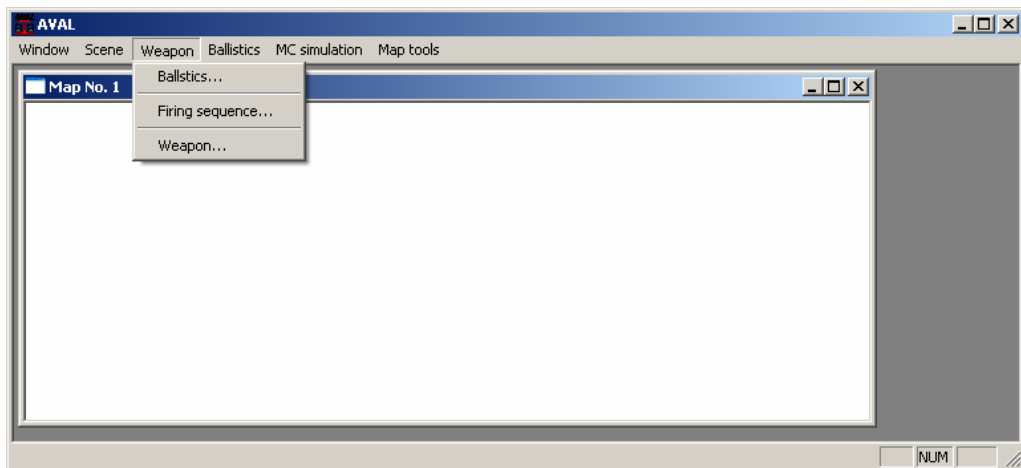 AVAL
Window Scene Weapon Ballistics MC simulation Map tools
Ballstics...
Map No. 1
Firing sequence...
Weapon...
NUM